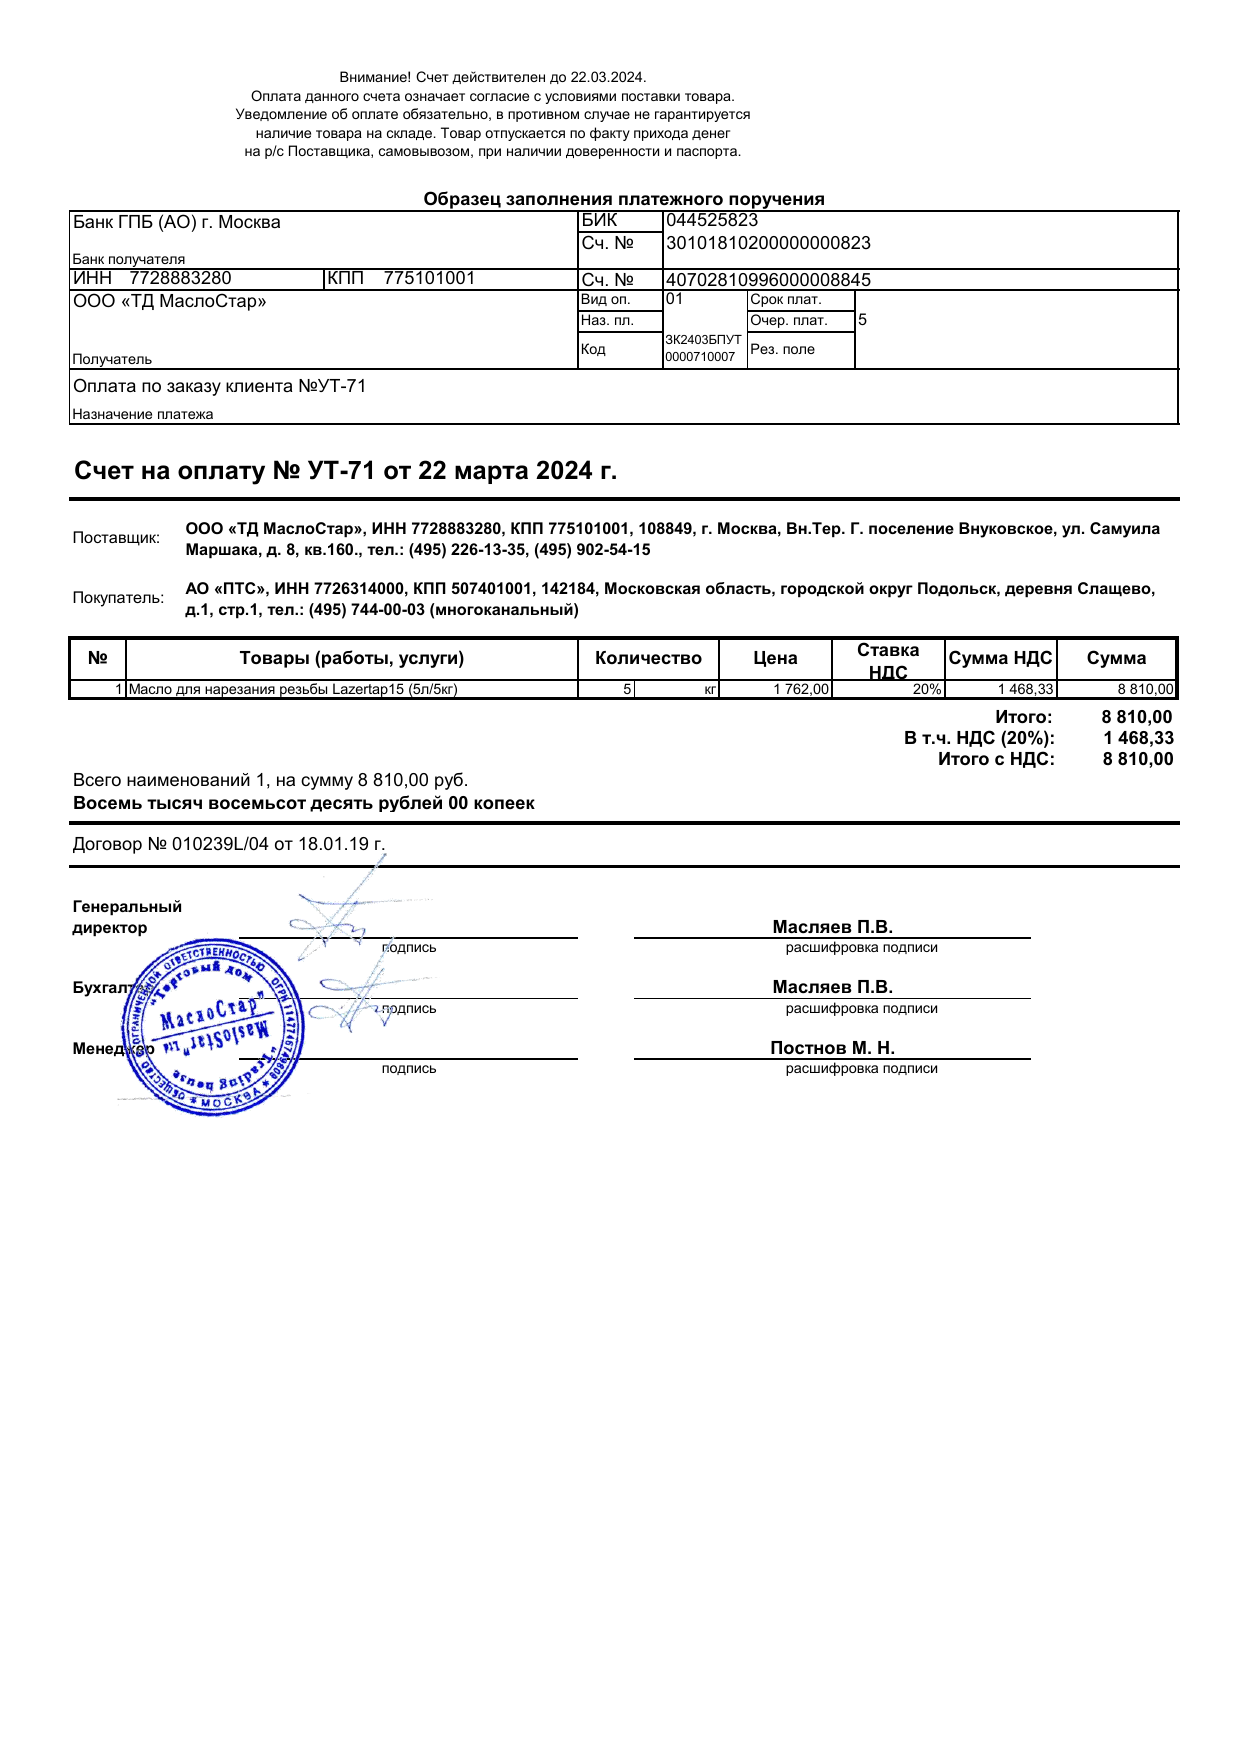 Внимание! Счет действителен до 22.03.2024.
Оплата данного счета означает согласие с условиями поставки товара.
Уведомление об оплате обязательно, в противном случае не гарантируется
наличие товара на складе. Товар отпускается по факту прихода денег
на р/с Поставщика, самовывозом, при наличии доверенности и паспорта.
Образец заполнения платежного поручения
Банк ГПБ (АО) г. Москва БИК 044525823
Сч. № 30101810200000000823
Банк получателя
ИНН 7728883280 КПП 775101001 Сч. № 40702810996000008845
ООО «ТД МаслоСтар» Вид оп. 01 Срок плат.
Наз. пл. Очер. плат. 5
Код ЗК2403БПУТ
0000710007 Рез. поле
Получатель
Оплата по заказу клиента №УТ-71
Назначение платежа
Счет на оплату № УТ-71 от 22 марта 2024 г.
Поставщик: ООО «ТД МаслоСтар», ИНН 7728883280, КПП 775101001, 108849, г. Москва, Вн.Тер. Г. поселение Внуковское, ул. Самуила
Маршака, д. 8, кв.160., тел.: (495) 226-13-35, (495) 902-54-15
Покупатель: АО «ПТС», ИНН 7726314000, КПП 507401001, 142184, Московская область, городской округ Подольск, деревня Слащево,
д.1, стр.1, тел.: (495) 744-00-03 (многоканальный)
№ Товары (работы, услуги) Количество Цена Ставка НДС Сумма НДС Сумма
1 Масло для нарезания резьбы Lazertap15 (5л/5кг) 5 кг 1 762,00 20% 1 468,33 8 810,00
Итого: 8 810,00
В т.ч. НДС (20%): 1 468,33
Итого с НДС: 8 810,00
Всего наименований 1, на сумму 8 810,00 руб.
Восемь тысяч восемьсот десять рублей 00 копеек
Договор № 010239L/04 от 18.01.19 г.
Генеральный
директор Масляев П.В.
подпись расшифровка подписи
Бухгалтер Масляев П.В.
подпись расшифровка подписи
Менеджер Постнов М. Н.
подпись расшифровка подписи
"Торговый дом
МаслоСтар"
MasloStar" Ltd
"Trading house
ОБЩЕСТВО ОГРАНИЧЕННОЙ ОТВЕТСТВЕННОСТЬЮ
* МОСКВА *